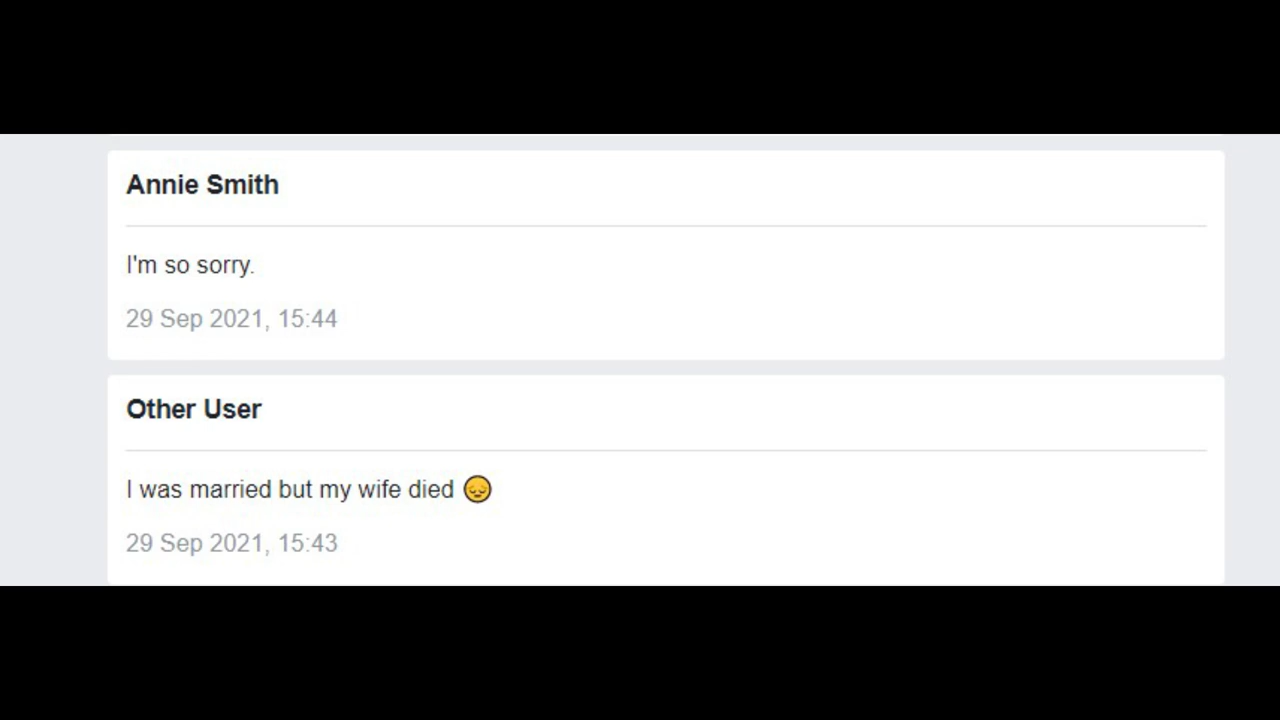 Annie Smith
I'm so sorry.
29 Sep 2021, 15:44
Other User
I was married but my wife died 😞
29 Sep 2021, 15:43